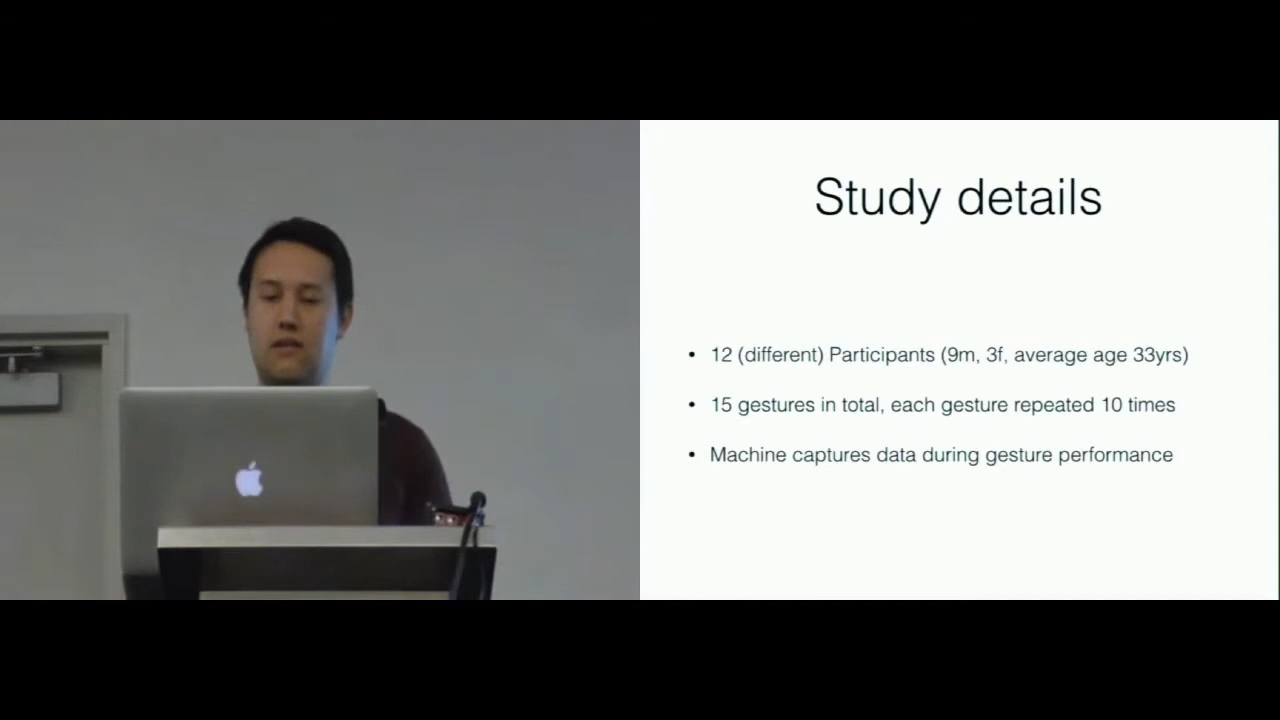 Study details
• 12 (different) Participants (9m, 3f, average age 33yrs)
• 15 gestures in total, each gesture repeated 10 times
• Machine captures data during gesture performance